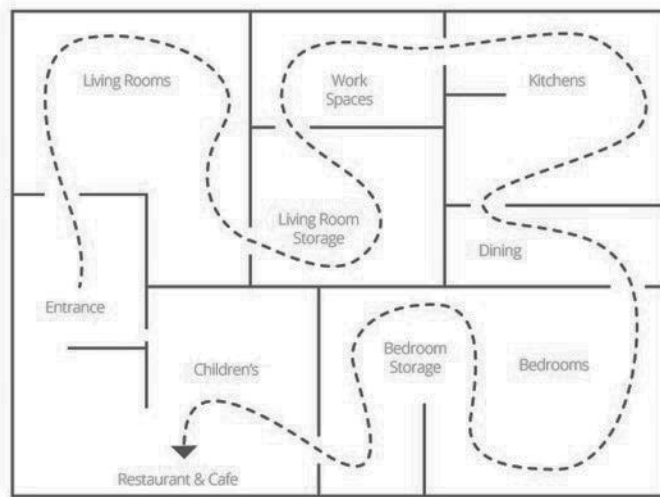 Living Rooms
Work
Spaces
Kitchens
Living Room
Storage
Dining
Entrance
Children's
Bedroom
Storage
Bedrooms
Restaurant & Cafe